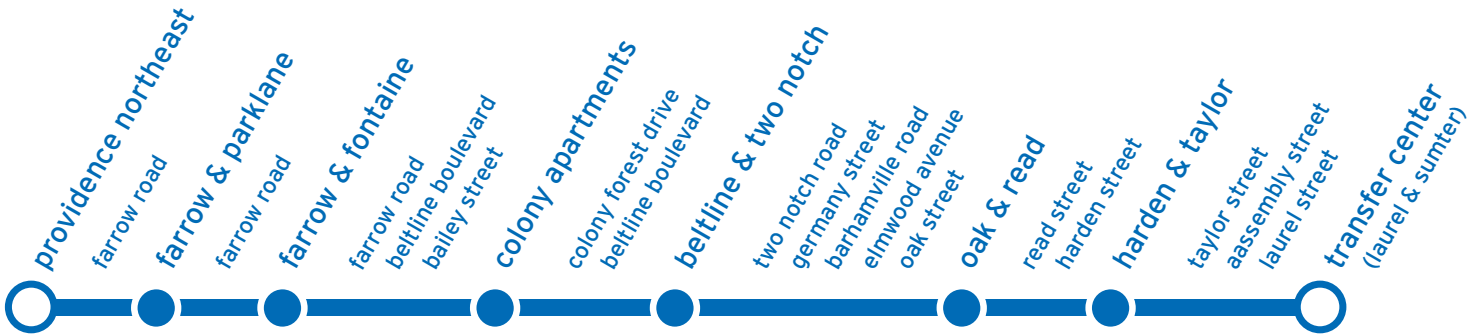 providence northeast
farrow road
farrow & parklane
farrow road
farrow & fontaine
farrow road
beltline boulevard
bailey street
colony apartments
colony forest drive
beltline boulevard
beltline & two notch
two notch road
germany street
barhamville road
elmwood avenue
oak street
oak & read
read street
harden street
harden & taylor
taylor street
aassembly street
laurel street
transfer center
(laurel & sumter)